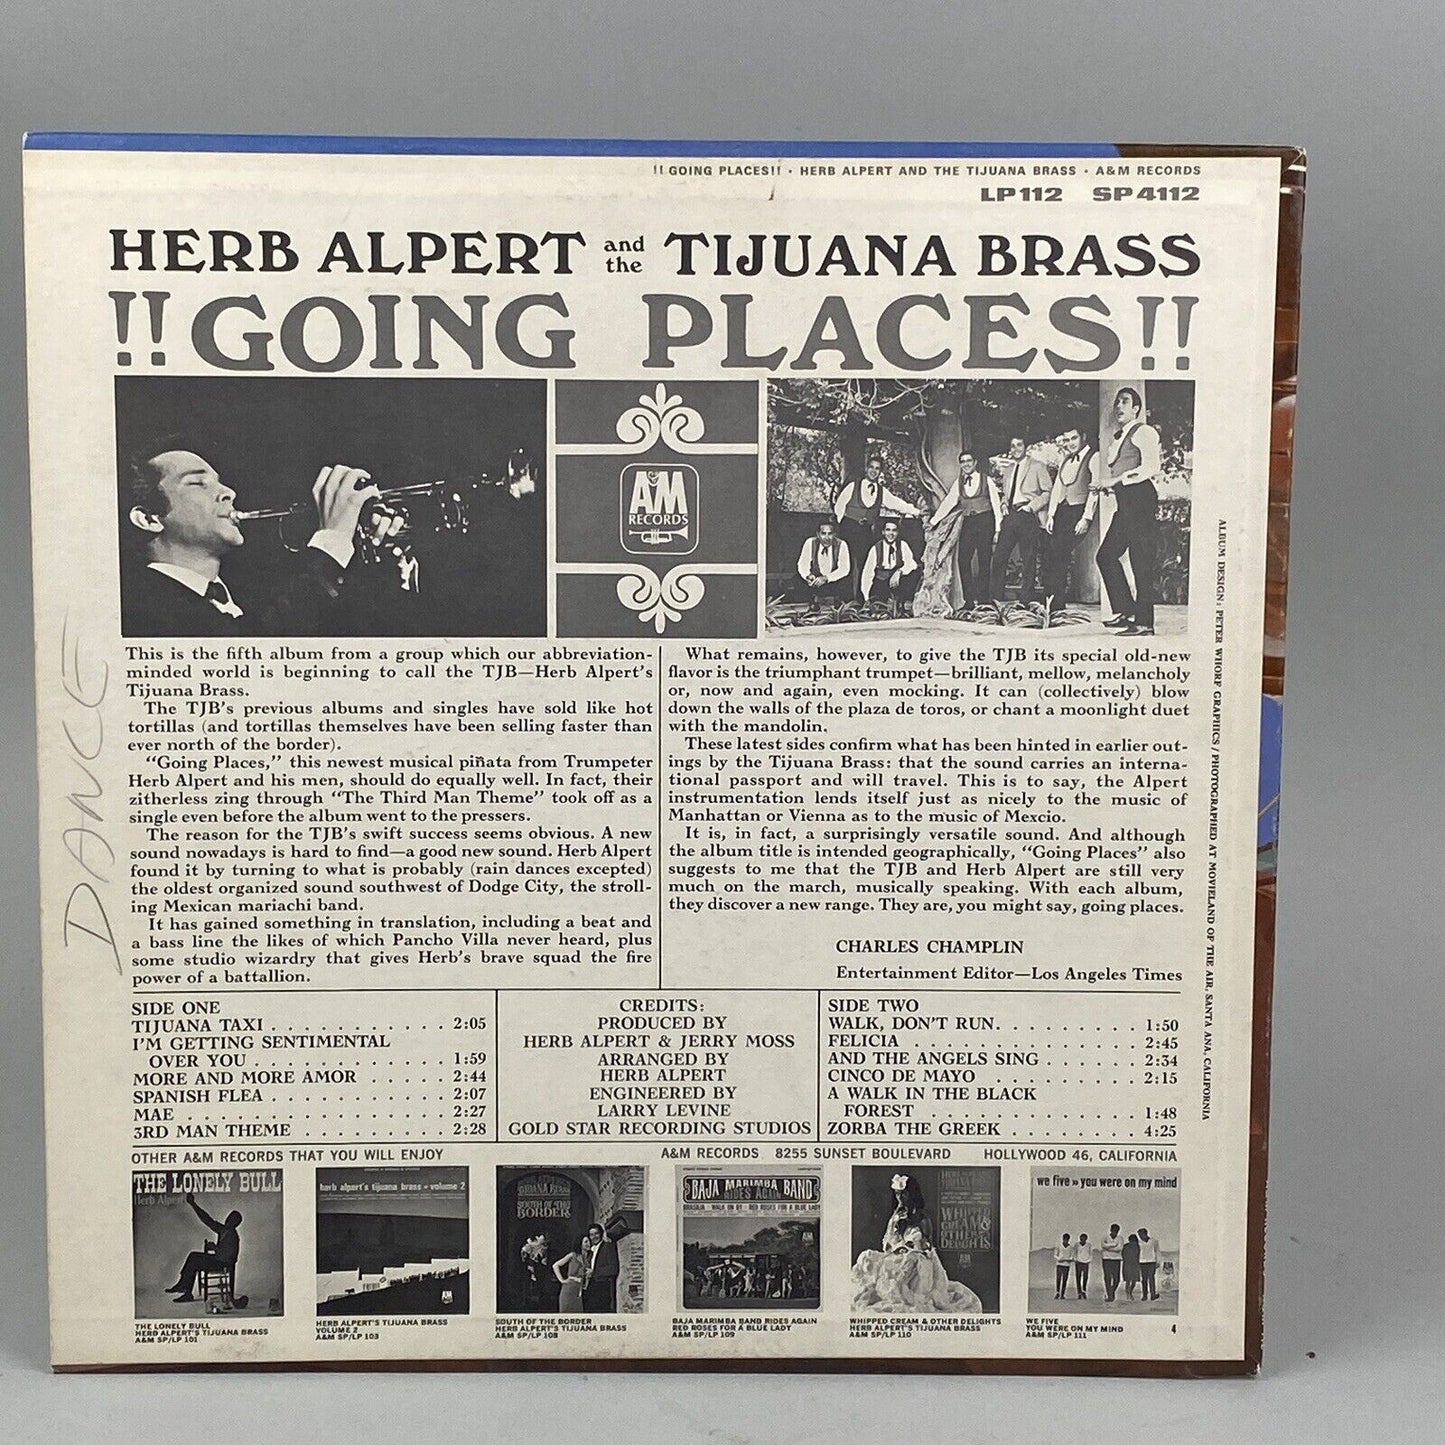 !! GOING PLACES!! · HERB ALPERT AND THE TIJUANA BRASS · A&M RECORDS
LP 112 SP 4112
HERB ALPERT and the TIJUANA BRASS
!!GOING PLACES!!
A&M
RECORDS
This is the fifth album from a group which our abbreviation-
minded world is beginning to call the TJB—Herb Alpert's
Tijuana Brass.
The TJB's previous albums and singles have sold like hot
tortillas (and tortillas themselves have been selling faster than
ever north of the border).
"Going Places," this newest musical piñata from Trumpeter
Herb Alpert and his men, should do equally well. In fact, their
zitherless zing through "The Third Man Theme" took off as a
single even before the album went to the pressers.
The reason for the TJB's swift success seems obvious. A new
sound nowadays is hard to find—a good new sound. Herb Alpert
found it by turning to what is probably (rain dances excepted)
the oldest organized sound southwest of Dodge City, the stroll-
ing Mexican mariachi band.
It has gained something in translation, including a beat and
a bass line the likes of which Pancho Villa never heard, plus
some studio wizardry that gives Herb's brave squad the fire
power of a battallion.
What remains, however, to give the TJB its special old-new
flavor is the triumphant trumpet—brilliant, mellow, melancholy
or, now and again, even mocking. It can (collectively) blow
down the walls of the plaza de toros, or chant a moonlight duet
with the mandolin.
These latest sides confirm what has been hinted in earlier out-
ings by the Tijuana Brass: that the sound carries an interna-
tional passport and will travel. This is to say, the Alpert
instrumentation lends itself just as nicely to the music of
Manhattan or Vienna as to the music of Mexcio.
It is, in fact, a surprisingly versatile sound. And although
the album title is intended geographically, "Going Places" also
suggests to me that the TJB and Herb Alpert are still very
much on the march, musically speaking. With each album,
they discover a new range. They are, you might say, going places.
CHARLES CHAMPLIN
Entertainment Editor—Los Angeles Times
DANCE
ALBUM DESIGN: PETER WHORF GRAPHICS / PHOTOGRAPHED AT MOVIELAND OF THE AIR, SANTA ANA, CALIFORNIA
SIDE ONE
TIJUANA TAXI . . . . . . . . . . . 2:05
I'M GETTING SENTIMENTAL
OVER YOU . . . . . . . . . . . . 1:59
MORE AND MORE AMOR . . . . . 2:44
SPANISH FLEA . . . . . . . . . . . 2:07
MAE . . . . . . . . . . . . . . . . 2:27
3RD MAN THEME . . . . . . . . . 2:28
CREDITS:
PRODUCED BY
HERB ALPERT & JERRY MOSS
ARRANGED BY
HERB ALPERT
ENGINEERED BY
LARRY LEVINE
GOLD STAR RECORDING STUDIOS
SIDE TWO
WALK, DON'T RUN. . . . . . . . . 1:50
FELICIA . . . . . . . . . . . . . . 2:45
AND THE ANGELS SING . . . . . . 2:34
CINCO DE MAYO . . . . . . . . . 2:15
A WALK IN THE BLACK
FOREST . . . . . . . . . . . . . 1:48
ZORBA THE GREEK . . . . . . . . 4:25
OTHER A&M RECORDS THAT YOU WILL ENJOY
A&M RECORDS 8255 SUNSET BOULEVARD HOLLYWOOD 46, CALIFORNIA
THE LONELY BULL
Herb Alpert
herb alpert's tijuana brass · volume 2
A&M
TIJUANA BRASS
SOUTH OF THE
BORDER
BAJA MARIMBA BAND
RIDES AGAIN
BRASILIA WALK ON BY RED ROSES FOR A BLUE LADY
WHIPPED
CREAM &
OTHER
DELIGHTS
we five » you were on my mind
THE LONELY BULL
HERB ALPERT'S TIJUANA BRASS
A&M SP/LP 101
HERB ALPERT'S TIJUANA BRASS
VOLUME 2
A&M SP/LP 103
SOUTH OF THE BORDER
HERB ALPERT'S TIJUANA BRASS
A&M SP/LP 108
BAJA MARIMBA BAND RIDES AGAIN
RED ROSES FOR A BLUE LADY
A&M SP/LP 109
WHIPPED CREAM & OTHER DELIGHTS
HERB ALPERT'S TIJUANA BRASS
A&M SP/LP 110
WE FIVE
YOU WERE ON MY MIND
A&M SP/LP 111
4